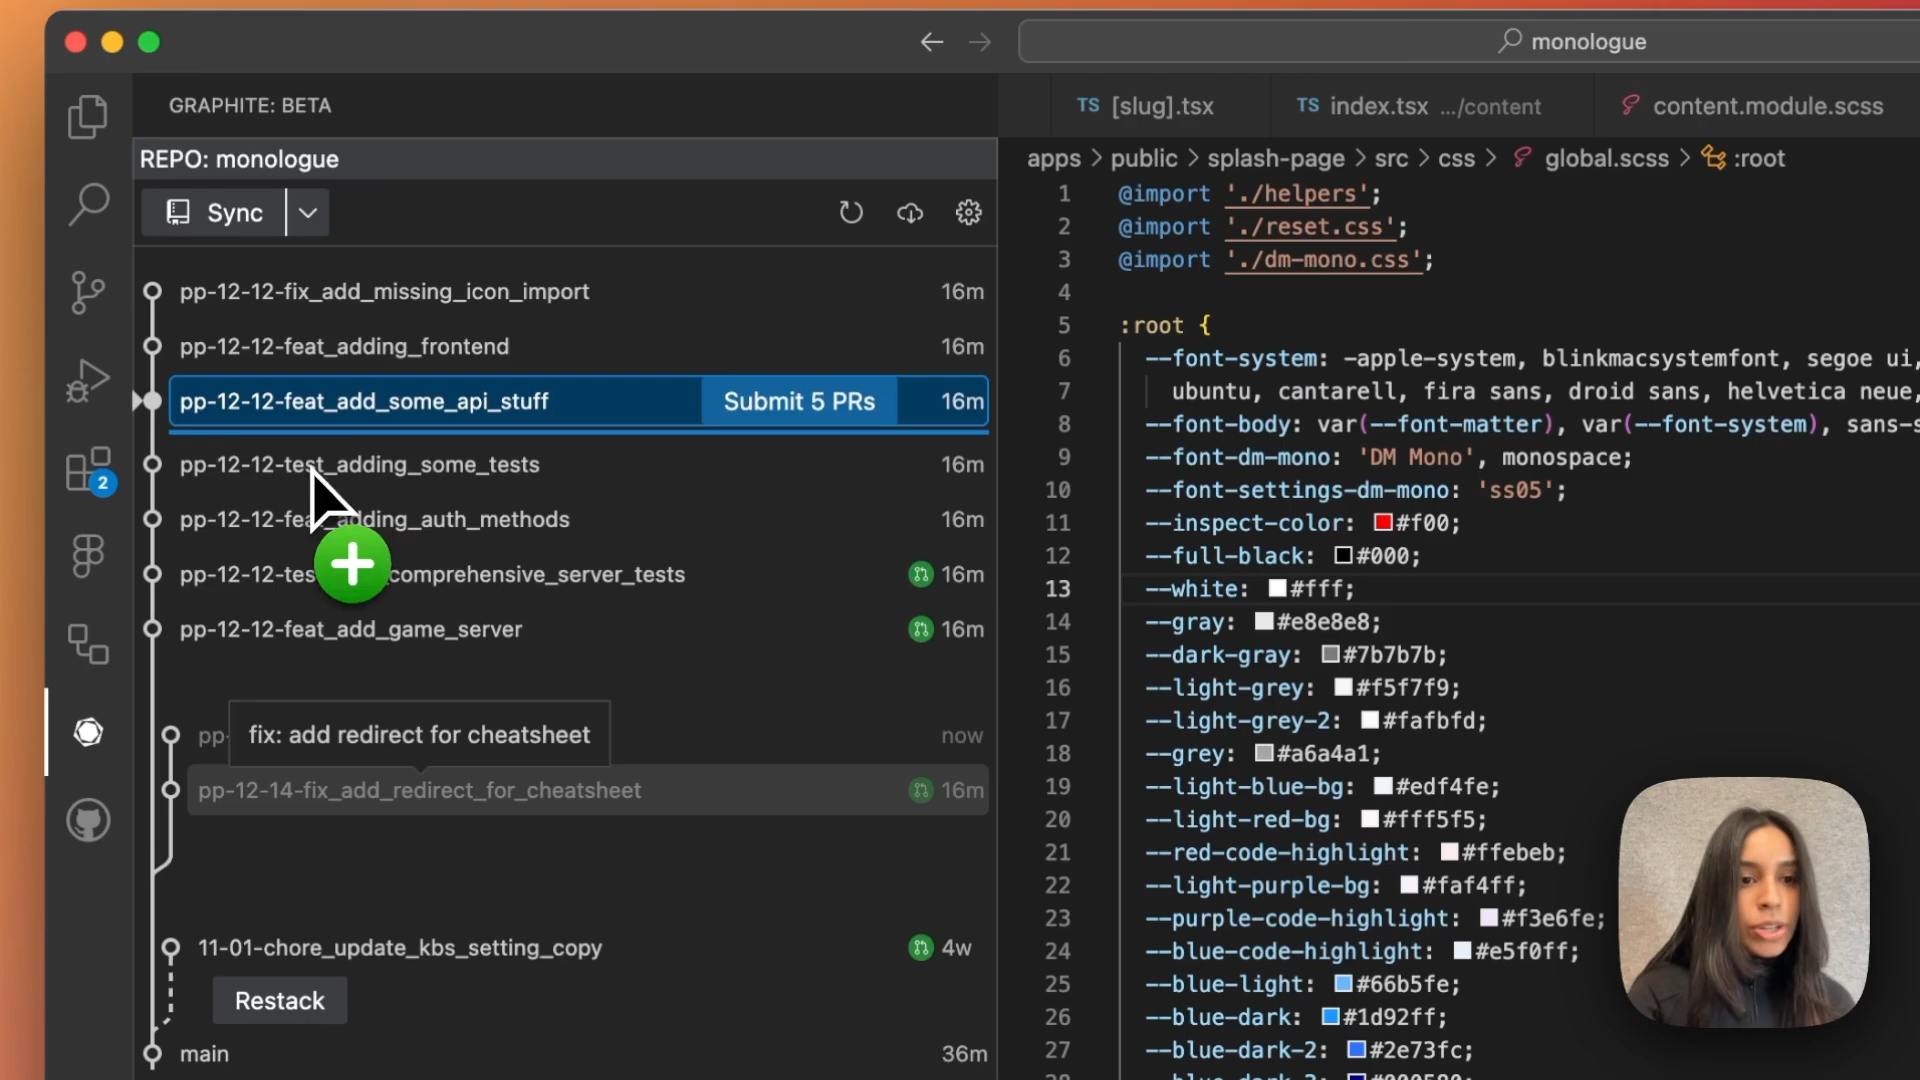 monologue
GRAPHITE: BETA
REPO: monologue
Sync
pp-12-12-fix_add_missing_icon_import 16m
pp-12-12-feat_adding_frontend 16m
pp-12-12-feat_add_some_api_stuff Submit 5 PRs 16m
pp-12-12-test_adding_some_tests 16m
pp-12-12-feat_adding_auth_methods 16m
2
pp-12-12-tes comprehensive_server_tests 16m
pp-12-12-feat_add_game_server 16m
pp- now
fix: add redirect for cheatsheet
pp-12-14-fix_add_redirect_for_cheatsheet 16m
11-01-chore_update_kbs_setting_copy 4w
Restack
main 36m
TS [slug].tsx TS index.tsx .../content content.module.scss
apps > public > splash-page > src > css > global.scss > :root
1 @import './helpers';
2 @import './reset.css';
3 @import './dm-mono.css';
4
5 :root {
6 --font-system: -apple-system, blinkmacsystemfont, segoe ui,
7 ubuntu, cantarell, fira sans, droid sans, helvetica neue,
8 --font-body: var(--font-matter), var(--font-system), sans-s
9 --font-dm-mono: 'DM Mono', monospace;
10 --font-settings-dm-mono: 'ss05';
11 --inspect-color: #f00;
12 --full-black: #000;
13 --white: #fff;
14 --gray: #e8e8e8;
15 --dark-gray: #7b7b7b;
16 --light-grey: #f5f7f9;
17 --light-grey-2: #fafbfd;
18 --grey: #a6a4a1;
19 --light-blue-bg: #edf4fe;
20 --light-red-bg: #fff5f5;
21 --red-code-highlight: #ffebeb;
22 --light-purple-bg: #faf4ff;
23 --purple-code-highlight: #f3e6fe;
24 --blue-code-highlight: #e5f0ff;
25 --blue-light: #66b5fe;
26 --blue-dark: #1d92ff;
27 --blue-dark-2: #2e73fc;